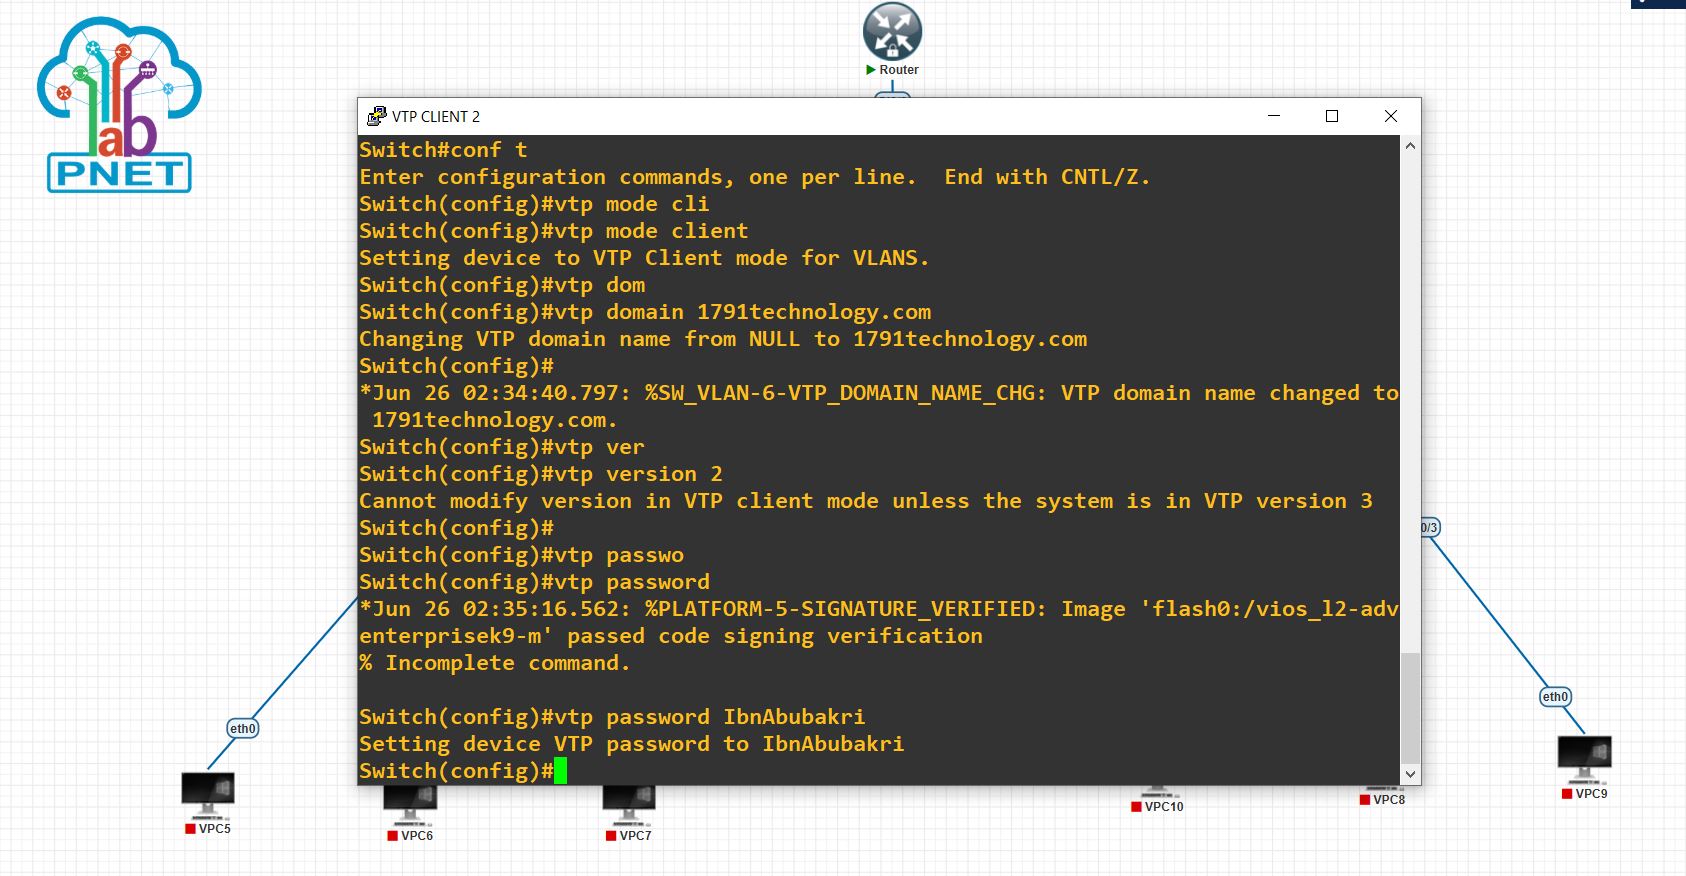 lab
PNET
Router
VTP CLIENT 2
Switch#conf t
Enter configuration commands, one per line.  End with CNTL/Z.
Switch(config)#vtp mode cli
Switch(config)#vtp mode client
Setting device to VTP Client mode for VLANS.
Switch(config)#vtp dom
Switch(config)#vtp domain 1791technology.com
Changing VTP domain name from NULL to 1791technology.com
Switch(config)#
*Jun 26 02:34:40.797: %SW_VLAN-6-VTP_DOMAIN_NAME_CHG: VTP domain name changed to
 1791technology.com.
Switch(config)#vtp ver
Switch(config)#vtp version 2
Cannot modify version in VTP client mode unless the system is in VTP version 3
Switch(config)#
Switch(config)#vtp passwo
Switch(config)#vtp password
*Jun 26 02:35:16.562: %PLATFORM-5-SIGNATURE_VERIFIED: Image 'flash0:/vios_l2-adv
enterprisek9-m' passed code signing verification
% Incomplete command.
Switch(config)#vtp password IbnAbubakri
Setting device VTP password to IbnAbubakri
Switch(config)#
0/3
eth0
eth0
VPC5
VPC6
VPC7
VPC10
VPC8
VPC9